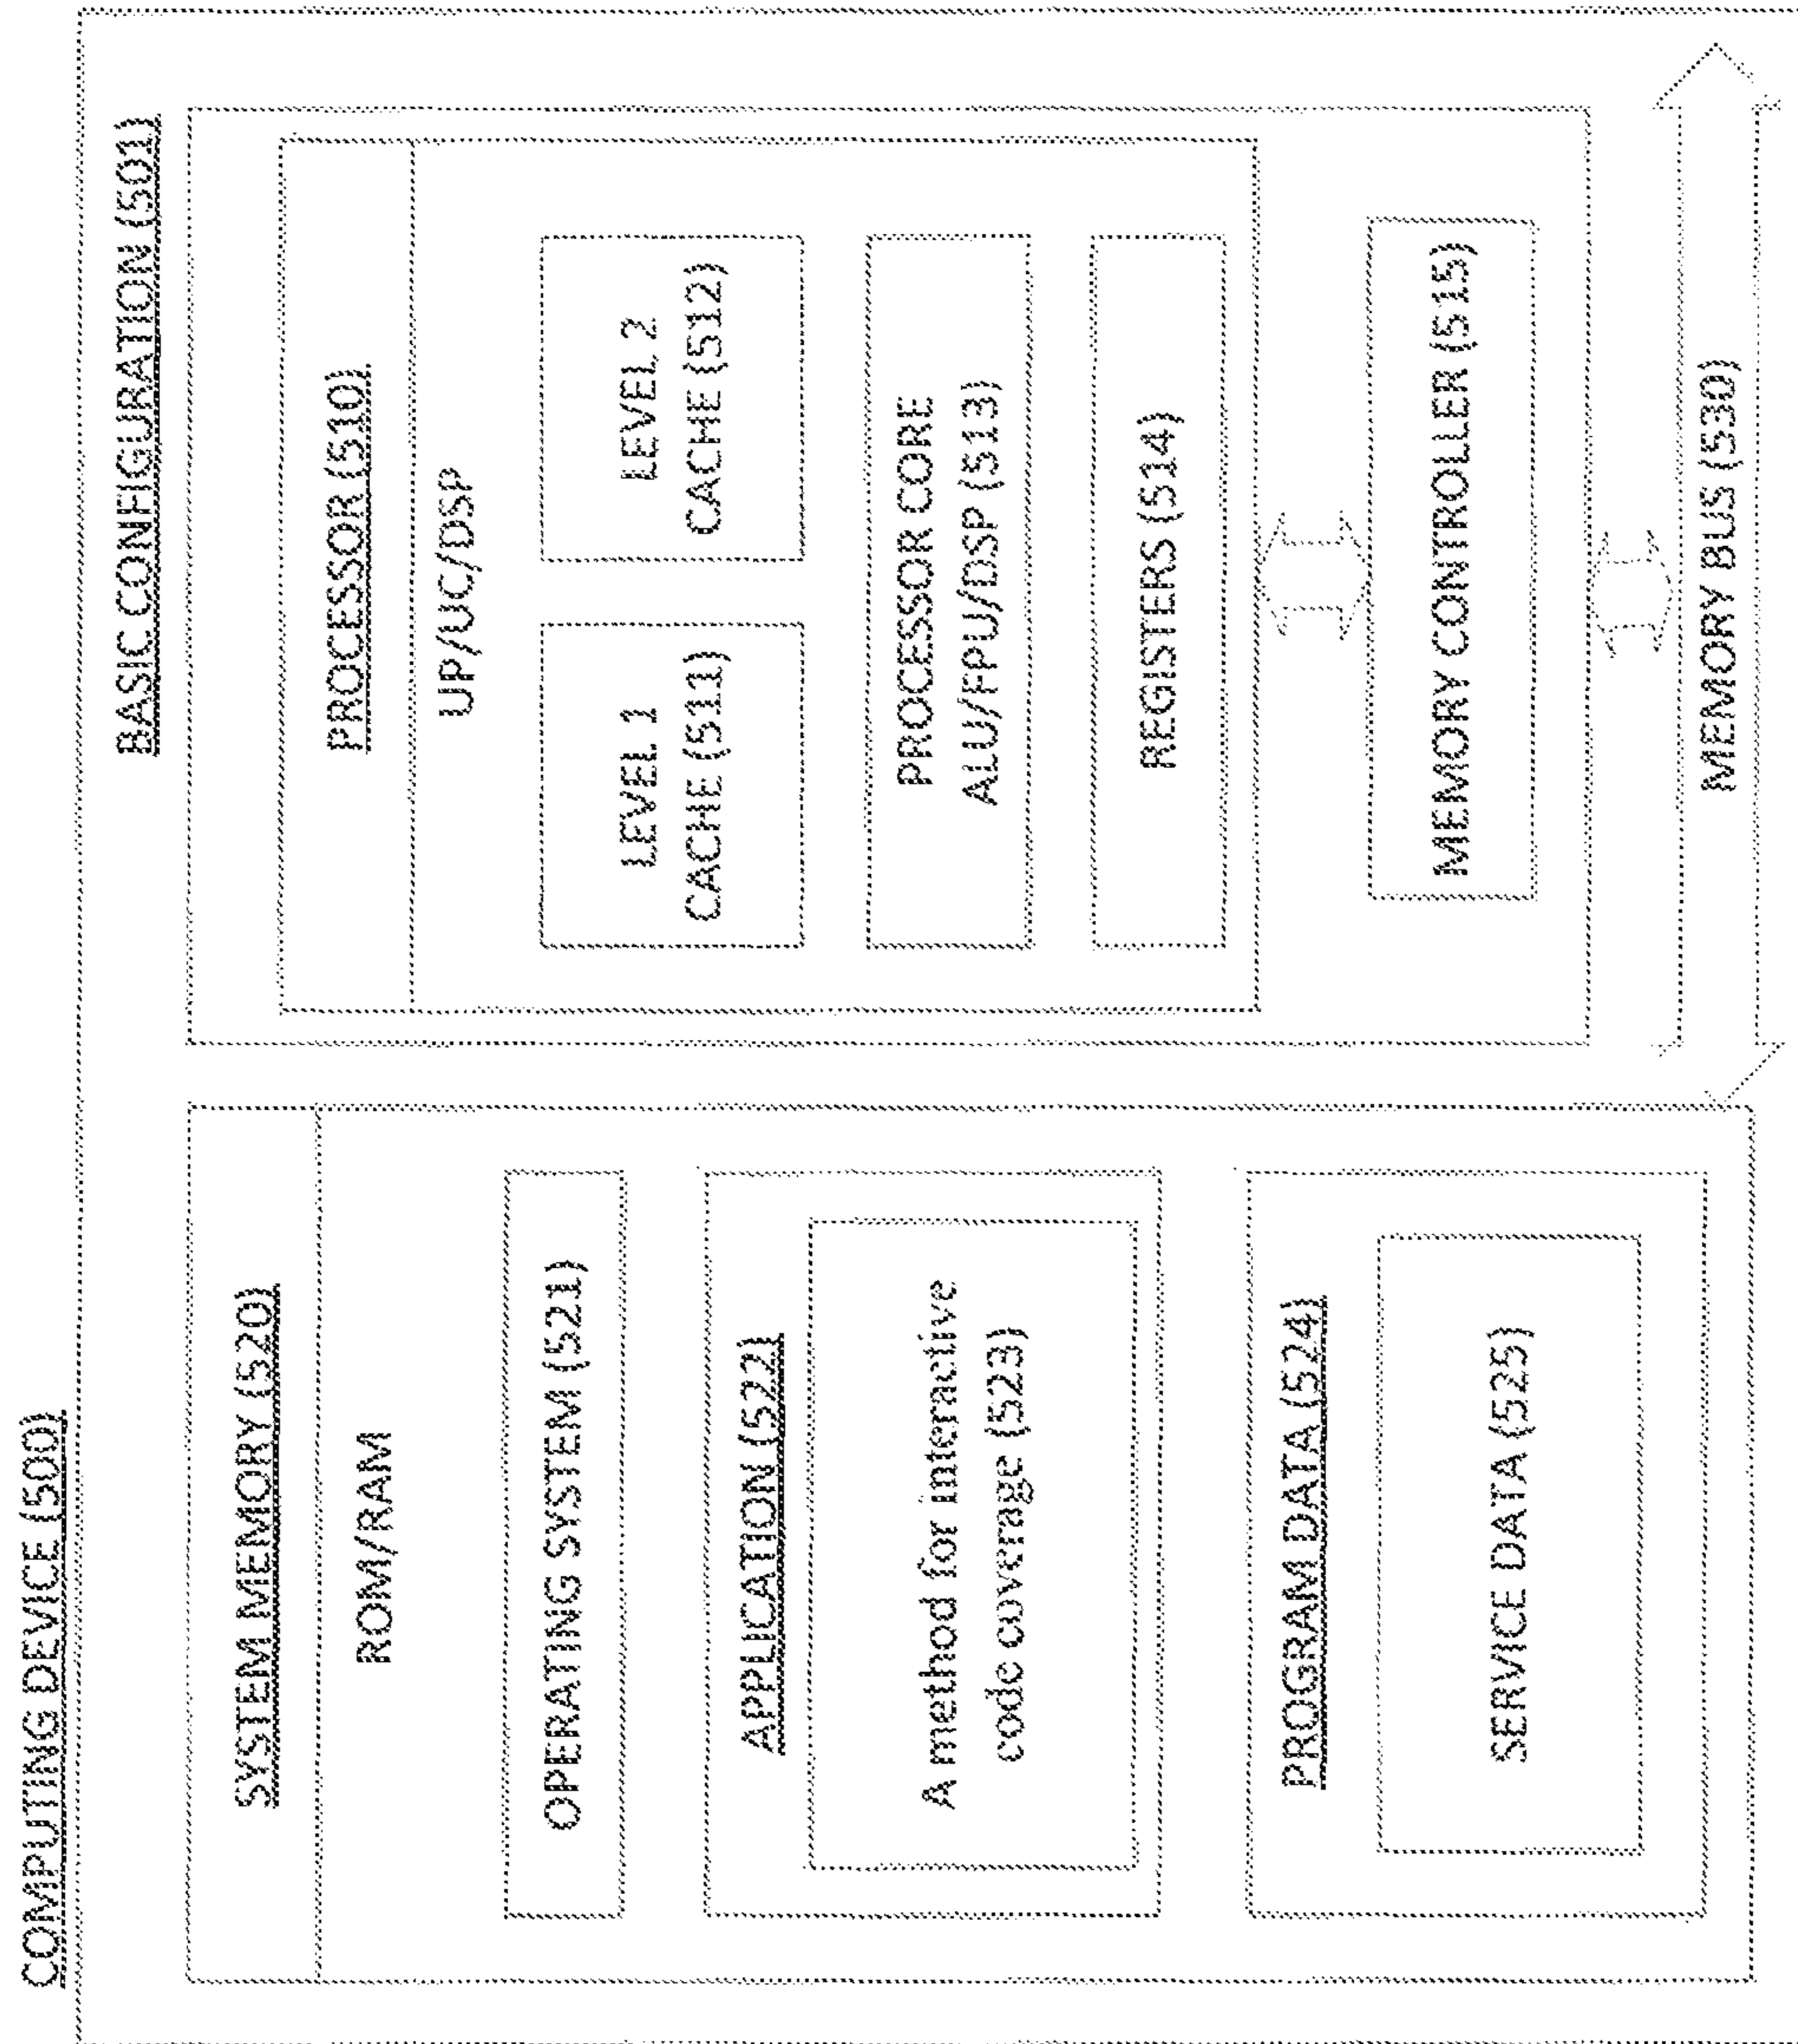 COMPUTING DEVICE (500)
SYSTEM MEMORY (520)
ROM/RAM
OPERATING SYSTEM (521)
APPLICATION (522)
A method for interactive
code coverage (523)
PROGRAM DATA (524)
SERVICE DATA (525)
BASIC CONFIGURATION (501)
PROCESSOR (510)
UP/UC/DSP
LEVEL 1
CACHE (511)
LEVEL 2
CACHE (512)
PROCESSOR CORE
ALU/FPU/DSP (513)
REGISTERS (514)
MEMORY CONTROLLER (515)
MEMORY BUS (530)